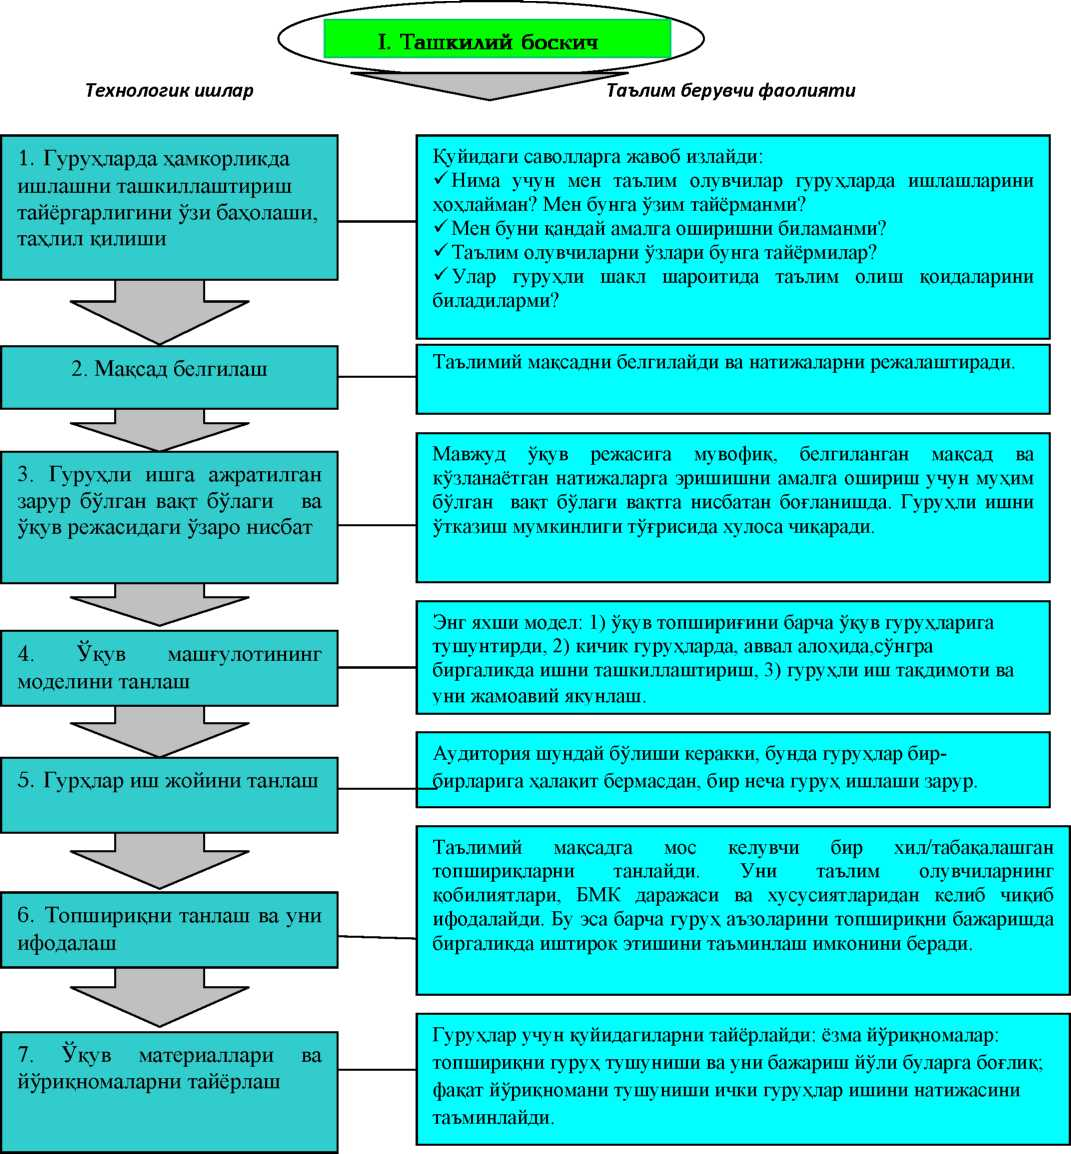 I. Ташкилий боскич
Технологик ишлар
Таълим берувчи фаолияти
1. Гуруҳларда ҳамкорликда
ишлашни ташкиллаштириш
тайёргарлигини ўзи баҳолаши,
таҳлил қилиши
Қуйидаги саволларга жавоб излайди:
✓Нима учун мен таълим олувчилар гуруҳларда ишлашларини
ҳоҳлайман? Мен бунга ўзим тайёрманми?
✓Мен буни қандай амалга оширишни биламанми?
✓Таълим олувчиларни ўзлари бунга тайёрмилар?
✓Улар гуруҳли шакл шароитида таълим олиш қоидаларини
биладиларми?
2. Мақсад белгилаш
Таълимий мақсадни белгилайди ва натижаларни режалаштиради.
3. Гуруҳли ишга ажратилган
зарур бўлган вақт бўлаги ва
ўқув режасидаги ўзаро нисбат
Мавжуд ўқув режасига мувофиқ, белгиланган мақсад ва
кўзланаётган натижаларга эришишни амалга ошириш учун муҳим
бўлган вақт бўлаги вақтга нисбатан боғланишда. Гуруҳли ишни
ўтказиш мумкинлиги тўғрисида хулоса чиқаради.
4. Ўқув машғулотининг
моделини танлаш
Энг яхши модел: 1) ўқув топшириғини барча ўқув гуруҳларига
тушунтирди, 2) кичик гуруҳларда, аввал алоҳида,сўнгра
биргаликда ишни ташкиллаштириш, 3) гуруҳли иш тақдимоти ва
уни жамоавий якунлаш.
5. Гурҳлар иш жойини танлаш
Аудитория шундай бўлиши керакки, бунда гуруҳлар бир-
бирларига ҳалақит бермасдан, бир неча гуруҳ ишлаши зарур.
6. Топшириқни танлаш ва уни
ифодалаш
Таълимий мақсадга мос келувчи бир хил/табақалашган
топшириқларни танлайди. Уни таълим олувчиларнинг
қобилиятлари, БМК даражаси ва хусусиятларидан келиб чиқиб
ифодалайди. Бу эса барча гуруҳ аъзоларини топшириқни бажаришда
биргаликда иштирок этишини таъминлаш имконини беради.
7. Ўқув материаллари ва
йўриқномаларни тайёрлаш
Гуруҳлар учун қуйидагиларни тайёрлайди: ёзма йўриқномалар:
топшириқни гуруҳ тушуниши ва уни бажариш йўли буларга боғлиқ;
фақат йўриқномани тушуниши ички гуруҳлар ишини натижасини
таъминлайди.